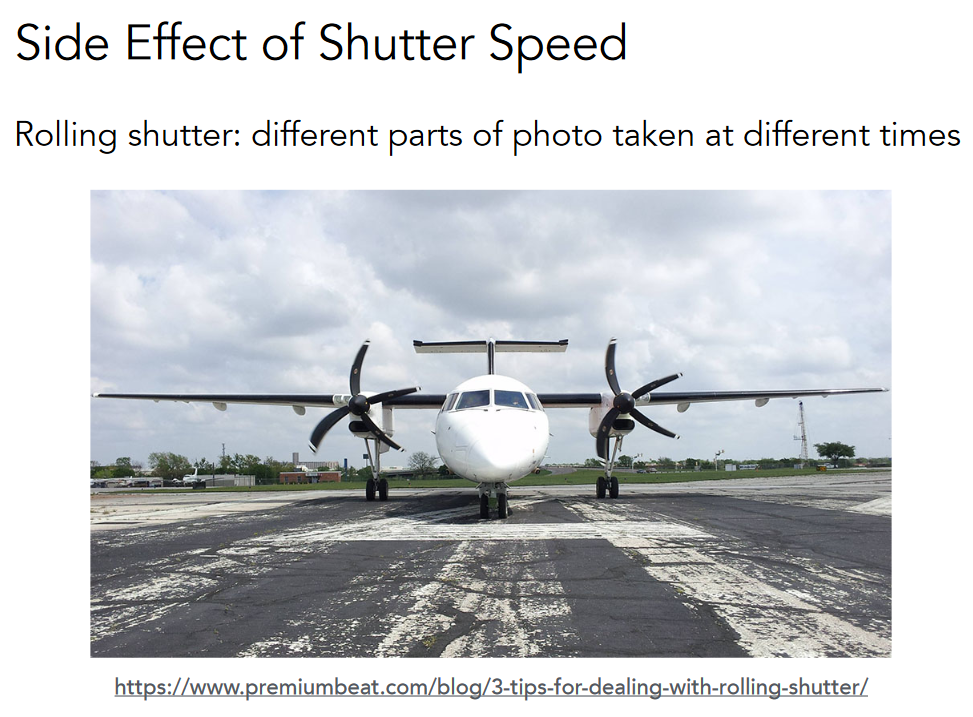 Side Effect of Shutter Speed
Rolling shutter: different parts of photo taken at different times
https://www.premiumbeat.com/blog/3-tips-for-dealing-with-rolling-shutter/